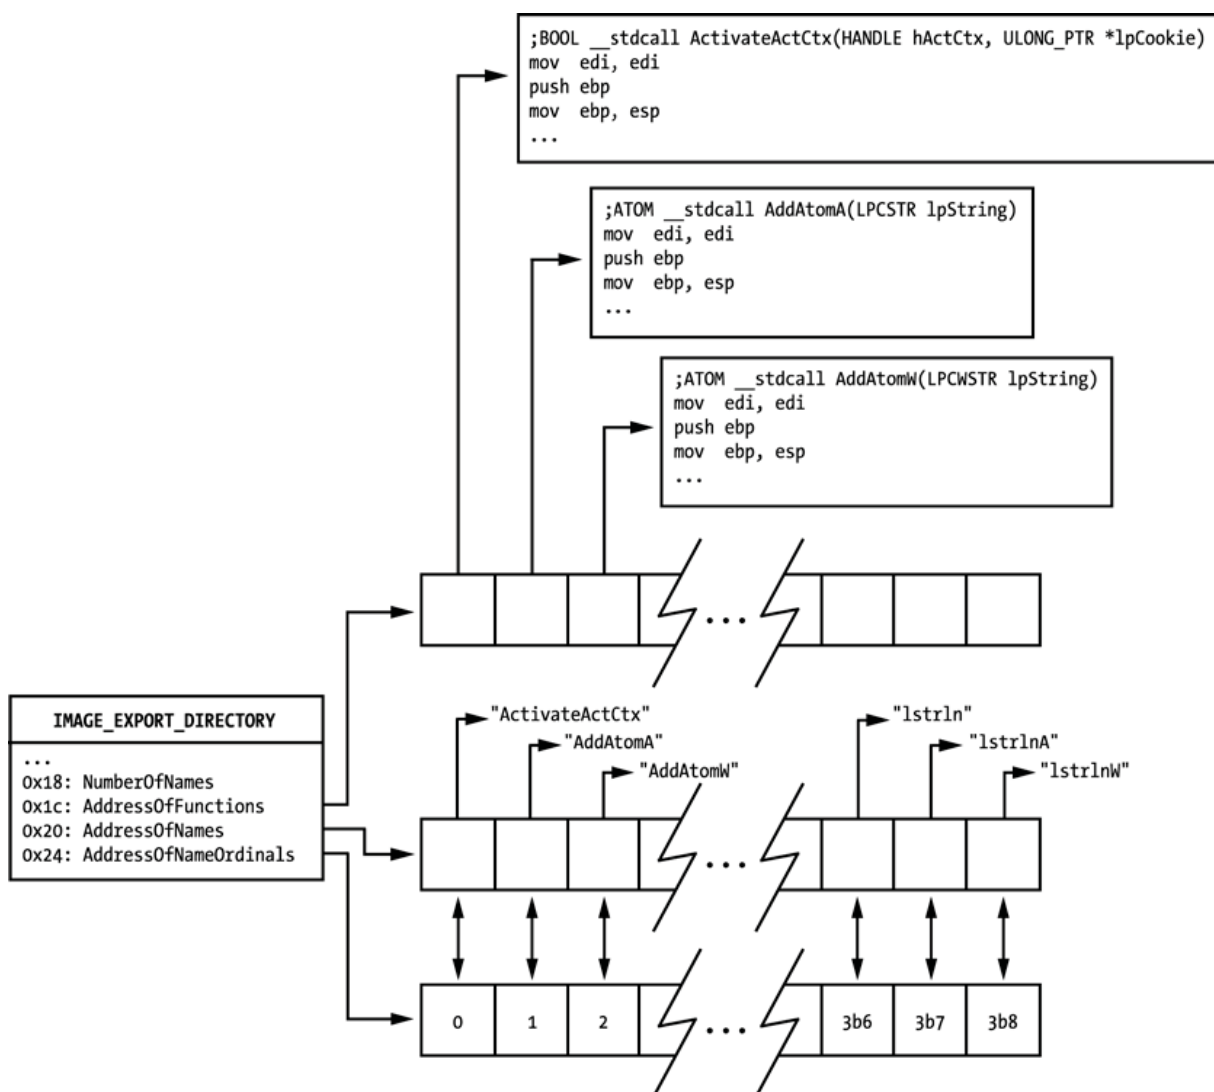 ;BOOL __stdcall ActivateActCtx(HANDLE hActCtx, ULONG_PTR *lpCookie)
mov  edi, edi
push ebp
mov  ebp, esp
...
;ATOM __stdcall AddAtomA(LPCSTR lpString)
mov  edi, edi
push ebp
mov  ebp, esp
...
;ATOM __stdcall AddAtomW(LPCWSTR lpString)
mov  edi, edi
push ebp
mov  ebp, esp
...
...
IMAGE_EXPORT_DIRECTORY
...
0x18: NumberOfNames
0x1c: AddressOfFunctions
0x20: AddressOfNames
0x24: AddressOfNameOrdinals
"ActivateActCtx"
"AddAtomA"
"AddAtomW"
"lstrln"
"lstrlnA"
"lstrlnW"
...
0 1 2 ... 3b6 3b7 3b8